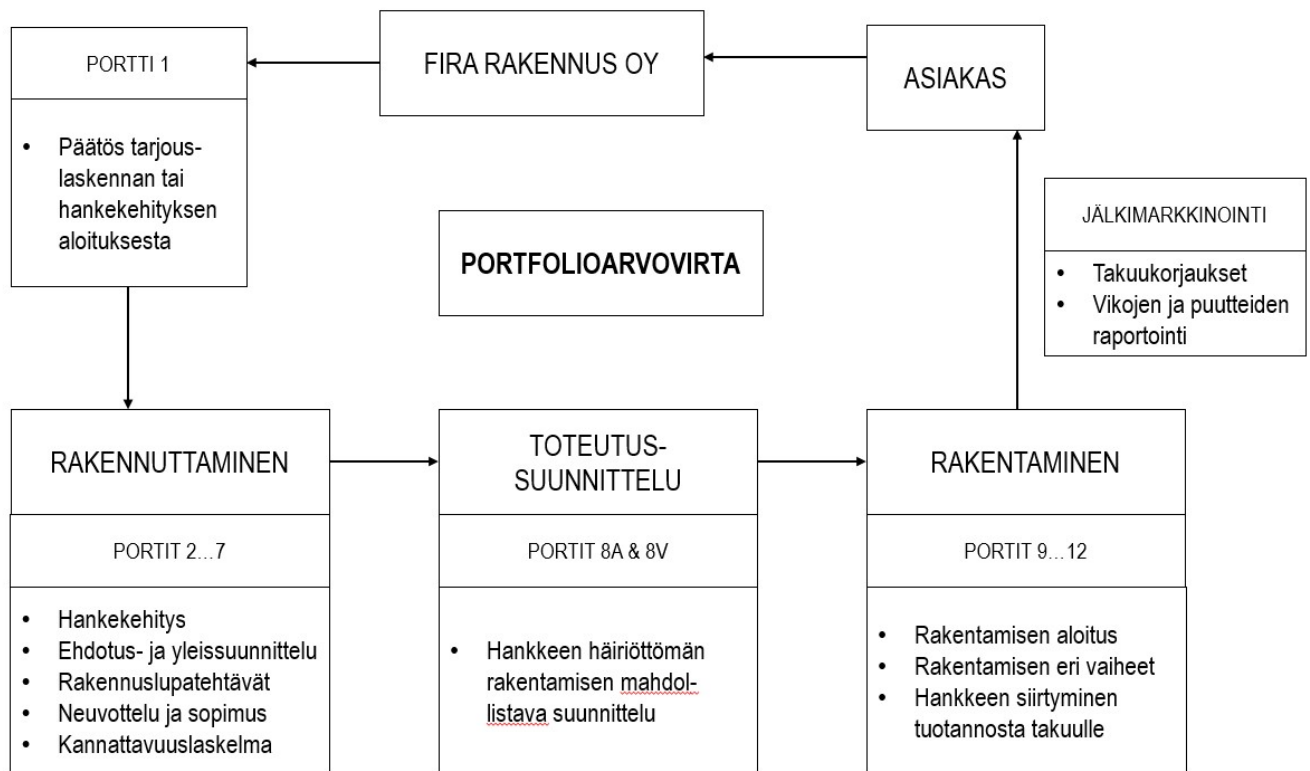 PORTTI 1
• Päätös tarjous-
laskennan tai
hankekehityksen
aloituksesta
FIRA RAKENNUS OY
ASIAKAS
PORTFOLIOARVOVIRTA
JÄLKIMARKKINOINTI
• Takuukorjaukset
• Vikojen ja puutteiden
raportointi
RAKENNUTTAMINEN
PORTIT 2…7
• Hankekehitys
• Ehdotus- ja yleissuunnittelu
• Rakennuslupatehtävät
• Neuvottelu ja sopimus
• Kannattavuuslaskelma
TOTEUTUS-
SUUNNITTELU
PORTIT 8A & 8V
• Hankkeen häiriöttömän
rakentamisen mahdol-
listava suunnittelu
RAKENTAMINEN
PORTIT 9…12
• Rakentamisen aloitus
• Rakentamisen eri vaiheet
• Hankkeen siirtyminen
tuotannosta takuulle